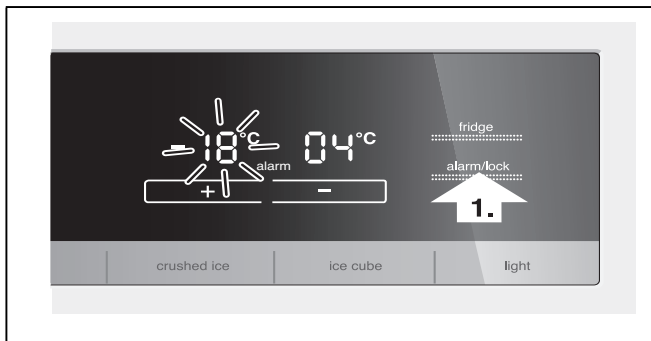 -18°C 04°C
alarm
+ −
fridge
alarm/lock
1.
crushed ice ice cube light